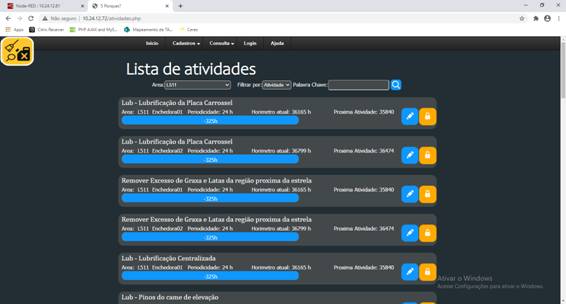 Node-RED | 10.24.12.81
5 Porques?
Não seguro | 10.24.12.72/atividades.php
Apps
Citrix Receiver
PHP AJAX and MyS...
Mapeamento de TA...
Ceres
Início Cadastros Consulta Login Ajuda
Lista de atividades
Area: L511 Filtrar por: Atividade Palavra Chave:
Lub - Lubrificação da Placa Carrossel
Area: L511 Enchedora01 Periodicidade: 24 h Horimetro atual: 36165 h Proxima Atividade: 35840
-325h
Lub - Lubrificação da Placa Carrossel
Area: L511 Enchedora02 Periodicidade: 24 h Horimetro atual: 36799 h Proxima Atividade: 36474
-325h
Remover Excesso de Graxa e Latas da região proxima da estrela
Area: L511 Enchedora01 Periodicidade: 24 h Horimetro atual: 36165 h Proxima Atividade: 35840
-325h
Remover Excesso de Graxa e Latas da região proxima da estrela
Area: L511 Enchedora02 Periodicidade: 24 h Horimetro atual: 36799 h Proxima Atividade: 36474
-325h
Lub - Lubrificação Centralizada
Area: L511 Enchedora01 Periodicidade: 24 h Horimetro atual: 36165 h Proxima Atividade: 35840
-325h
Lub - Pinos do came de elevação
Ativar o Windows
Acesse Configurações para ativar o Windows.